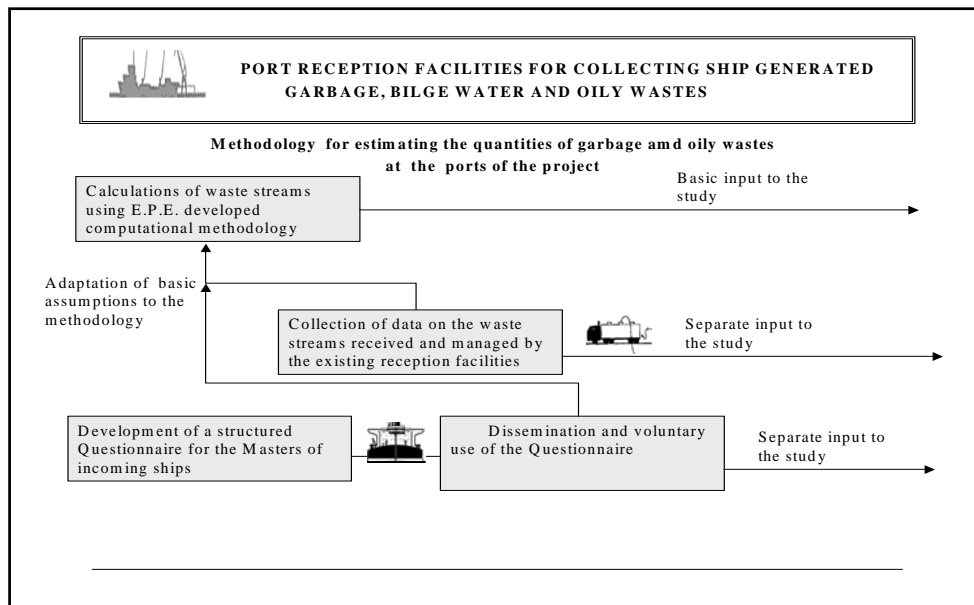 PORT RECEPTION FACILITIES FOR COLLECTING SHIP GENERATED
GARBAGE, BILGE WATER AND OILY WASTES
Methodology for estimating the quantities of garbage amd oily wastes
at the ports of the project
Calculations of waste streams
using E.P.E. developed
computational methodology
Basic input to the
study
Adaptation of basic
assumptions to the
methodology
Collection of data on the waste
streams received and managed by
the existing reception facilities
Separate input to
the study
Development of a structured
Questionnaire for the Masters of
incoming ships
Dissemination and voluntary
use of the Questionnaire
Separate input to
the study